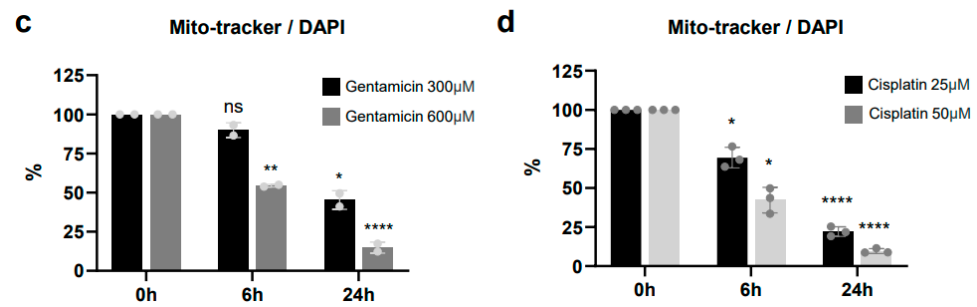 c
Mito-tracker / DAPI
%
125
100
75
50
25
0
Gentamicin 300μM
Gentamicin 600μM
ns
**
*
****
0h
6h
24h
d
Mito-tracker / DAPI
%
125
100
75
50
25
0
Cisplatin 25μM
Cisplatin 50μM
*
*
****
****
0h
6h
24h